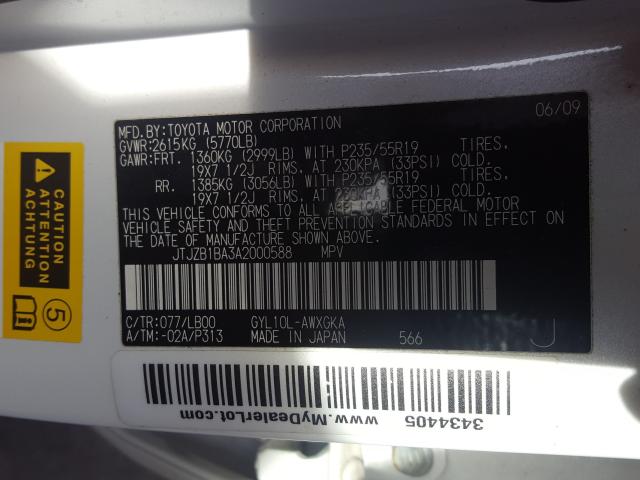 06/09
MFD.BY:TOYOTA MOTOR CORPORATION
GVWR:2615KG (5770LB)
GAWR:FRT. 1360KG (2999LB) WITH P235/55R19 TIRES,
19X7 1/2J RIMS, AT 230KPA (33PSI) COLD.
RR. 1385KG (3056LB) WITH P235/55R19 TIRES,
19X7 1/2J RIMS, AT 230KPA (33PSI) COLD.
THIS VEHICLE CONFORMS TO ALL FEDERAL MOTOR
VEHICLE SAFETY AND THEFT PREVENTION STANDARDS IN EFFECT ON
THE DATE OF MANUFACTURE SHOWN ABOVE.
JTJZB1BA3A2000588 MPV
C/TR:077/LB00 GYL10L-AWXGKA
A/TM:-02A/P313 MADE IN JAPAN 566 J
CAUTION
ACHTUNG
5
www.MyDealerLot.com
3434405